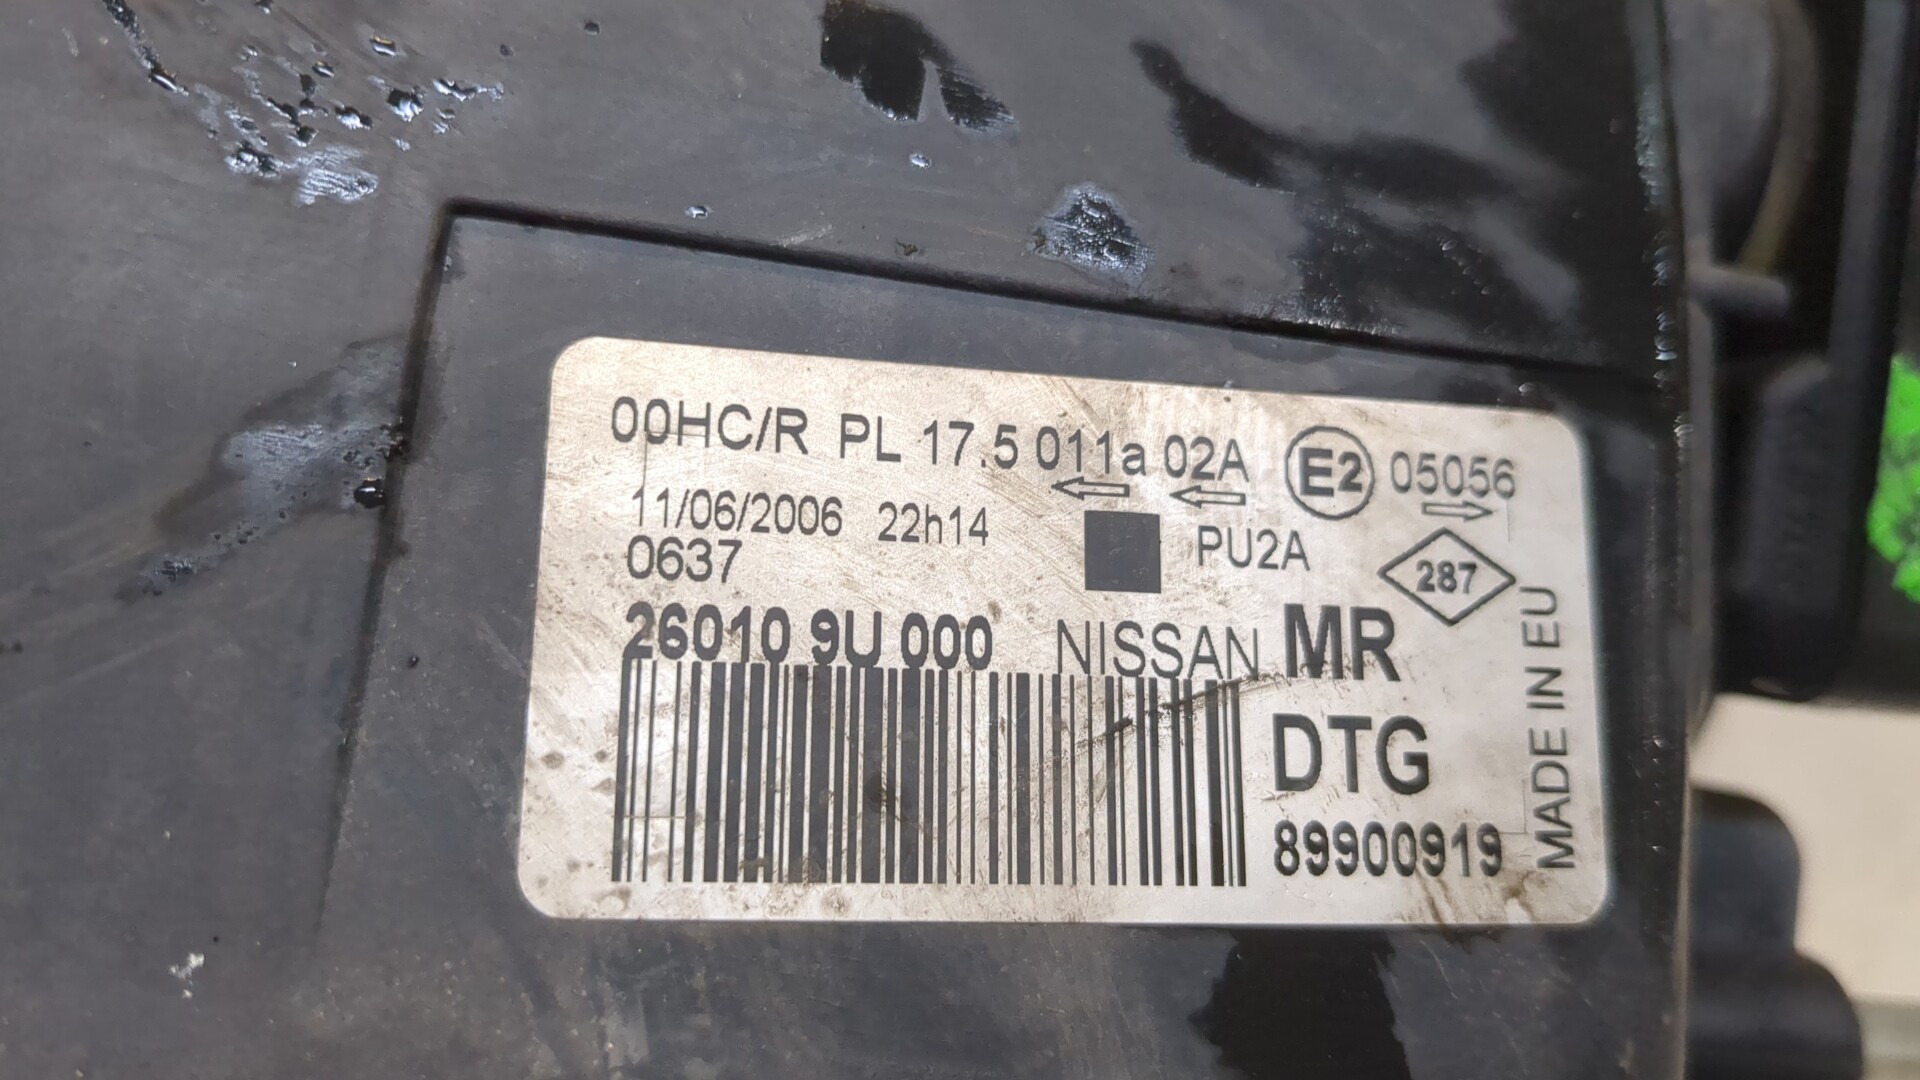 00HC/R PL 17.5 011a 02A E2 05056
11/06/2006 22h14
PU2A
0637
287
26010 9U 000 NISSAN MR
DTG
89900919
MADE IN EU